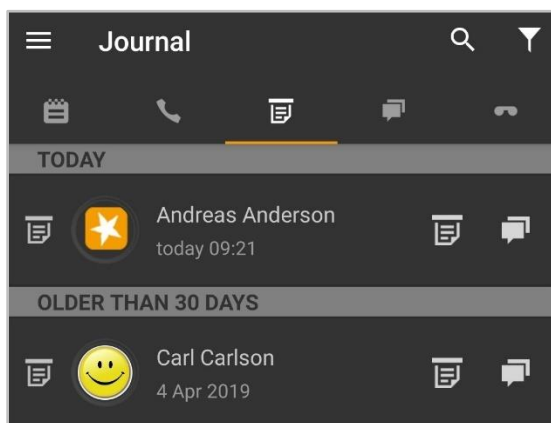 Journal
TODAY
Andreas Anderson
today 09:21
OLDER THAN 30 DAYS
Carl Carlson
4 Apr 2019